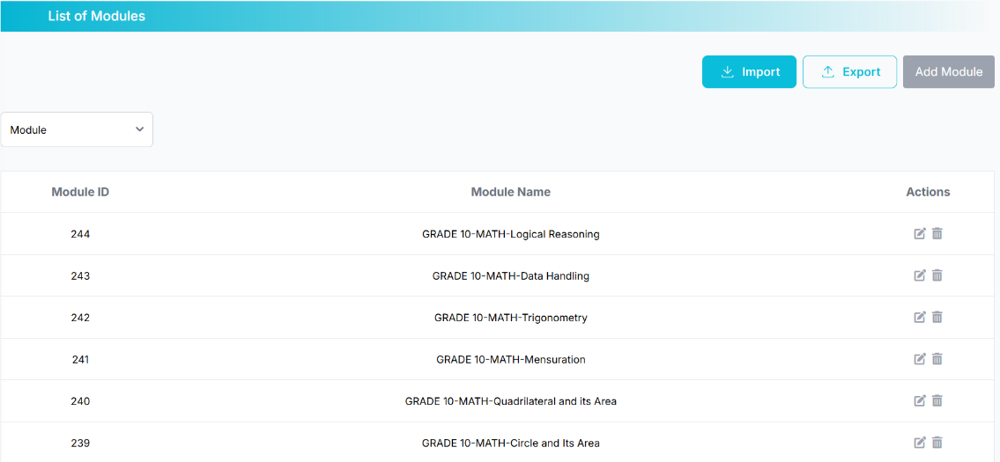 List of Modules
Import Export Add Module
Module
Module ID Module Name Actions
244 GRADE 10-MATH-Logical Reasoning
243 GRADE 10-MATH-Data Handling
242 GRADE 10-MATH-Trigonometry
241 GRADE 10-MATH-Mensuration
240 GRADE 10-MATH-Quadrilateral and its Area
239 GRADE 10-MATH-Circle and Its Area